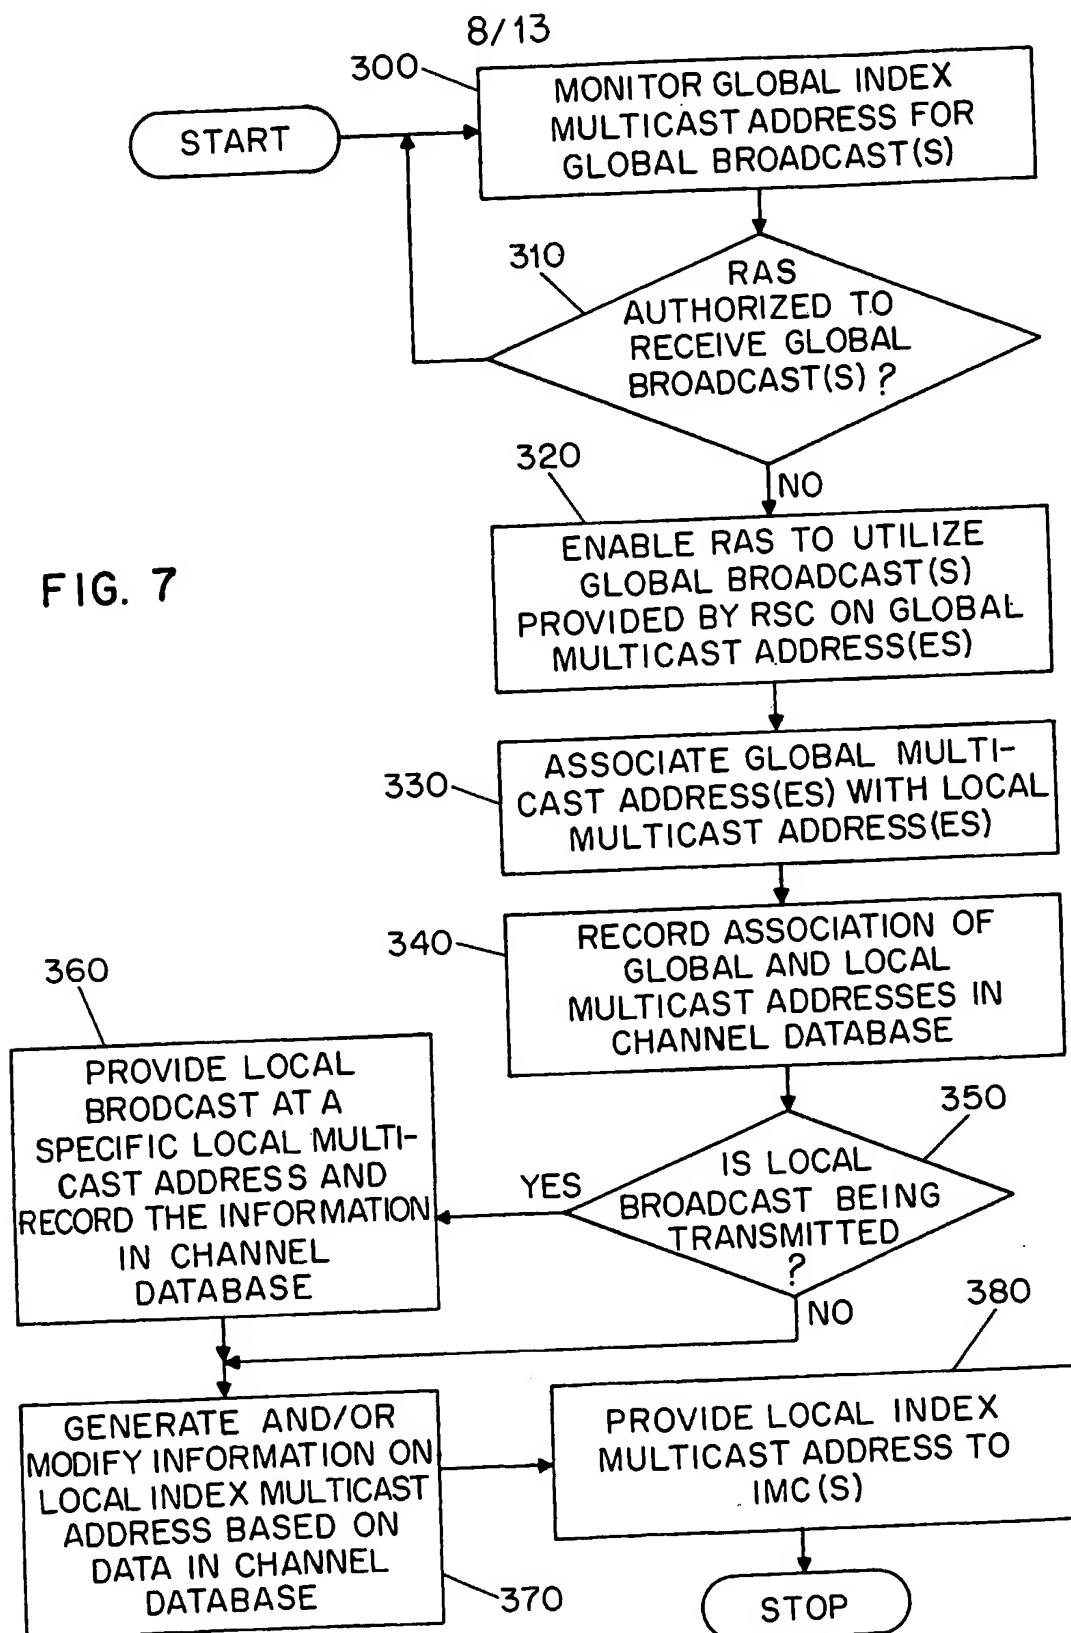 8/13
300
START
MONITOR GLOBAL INDEX
MULTICAST ADDRESS FOR
GLOBAL BROADCAST(S)
310
RAS
AUTHORIZED TO
RECEIVE GLOBAL
BROADCAST(S)?
NO
320
ENABLE RAS TO UTILIZE
GLOBAL BROADCAST(S)
PROVIDED BY RSC ON GLOBAL
MULTICAST ADDRESS(ES)
FIG. 7
330
ASSOCIATE GLOBAL MULTI-
CAST ADDRESS(ES) WITH LOCAL
MULTICAST ADDRESS(ES)
340
RECORD ASSOCIATION OF
GLOBAL AND LOCAL
MULTICAST ADDRESSES IN
CHANNEL DATABASE
350
IS LOCAL
BROADCAST BEING
TRANSMITTED
?
YES
NO
360
PROVIDE LOCAL
BRODCAST AT A
SPECIFIC LOCAL MULTI-
CAST ADDRESS AND
RECORD THE INFORMATION
IN CHANNEL
DATABASE
370
GENERATE AND/OR
MODIFY INFORMATION ON
LOCAL INDEX MULTICAST
ADDRESS BASED ON
DATA IN CHANNEL
DATABASE
380
PROVIDE LOCAL INDEX
MULTICAST ADDRESS TO
IMC(S)
STOP